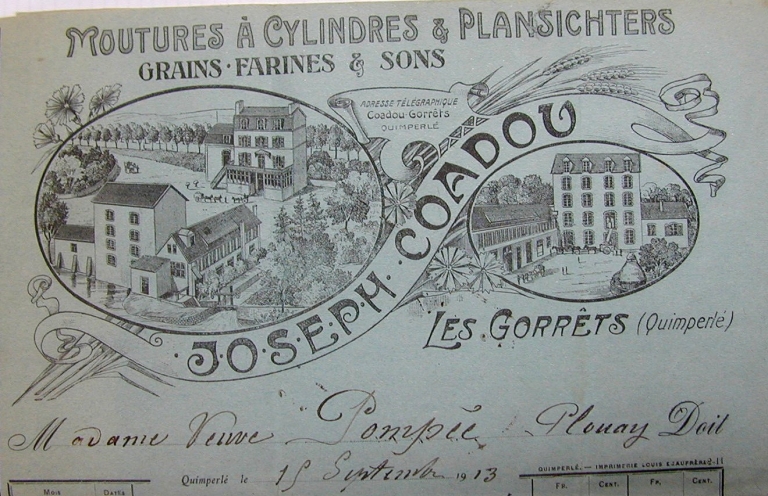 MOUTURES À CYLINDRES & PLANSICHTERS
GRAINS · FARINES & SONS
ADRESSE TÉLÉGRAPHIQUE
Coadou Gorrêts
QUIMPERLÉ
JOSEPH COADOU
LES GORRÊTS (Quimperlé)
Madame Veuve Pompée Plouay Doit
QUIMPERLÉ. — IMPRIMERIE LOUIS
Quimperlé le 15 Septembre 1913
MOIS DATES FR. CENT. FR. CENT.